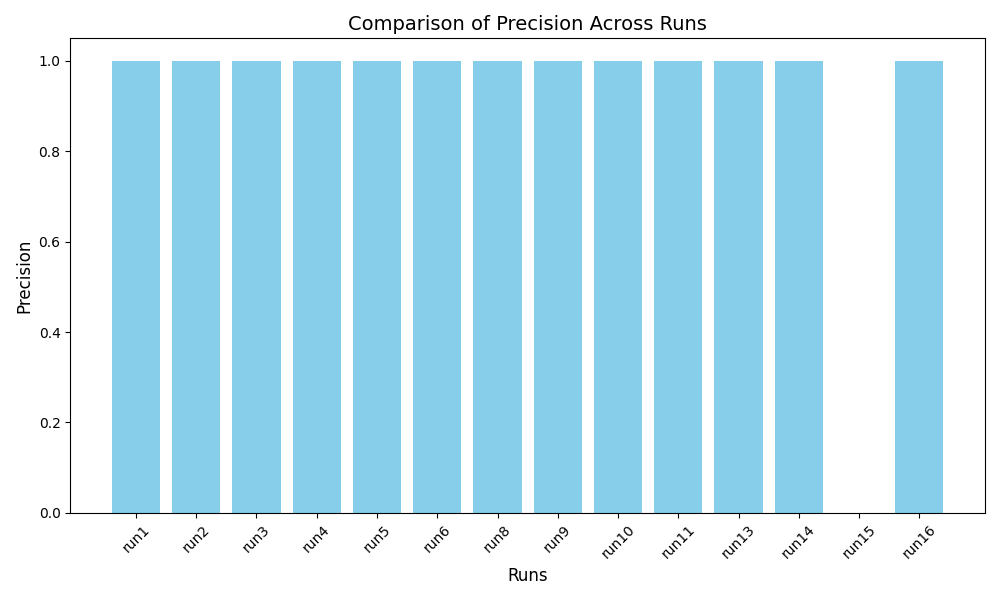 Comparison of Precision Across Runs
1.0
0.8
0.6
0.4
0.2
0.0
Precision
run1 run2 run3 run4 run5 run6 run8 run9 run10 run11 run13 run14 run15 run16
Runs